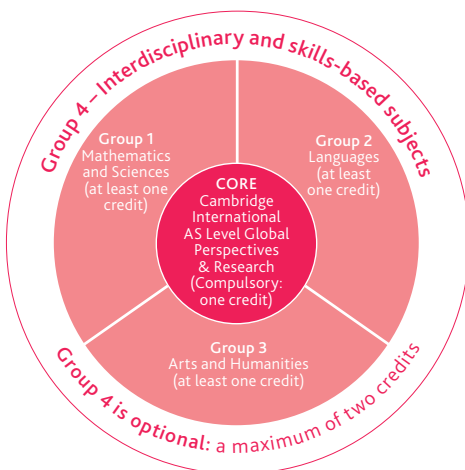 Group 4 – Interdisciplinary and skills-based subjects
Group 1
Mathematics
and Sciences
(at least one
credit)
Group 2
Languages
(at least
one credit)
CORE
Cambridge
International
AS Level Global
Perspectives
& Research
(Compulsory:
one credit)
Group 3
Arts and Humanities
(at least one credit)
Group 4 is optional: a maximum of two credits